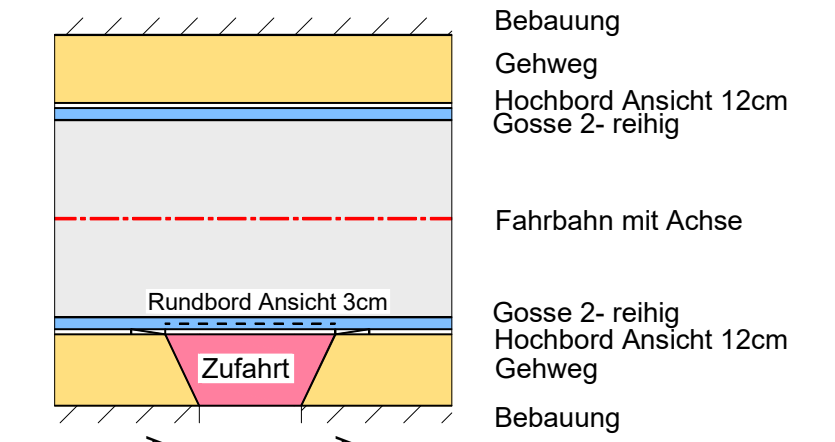 Bebauung
Gehweg
Hochbord Ansicht 12cm
Gosse 2- reihig
Fahrbahn mit Achse
Rundbord Ansicht 3cm
Gosse 2- reihig
Hochbord Ansicht 12cm
Zufahrt
Gehweg
Bebauung